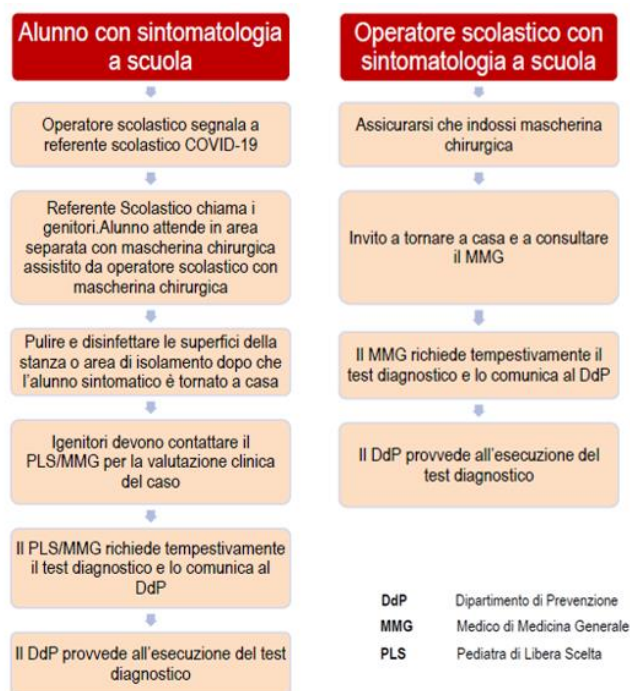 Alunno con sintomatologia
a scuola
Operatore scolastico segnala a
referente scolastico COVID-19
Referente Scolastico chiama i
genitori.Alunno attende in area
separata con mascherina chirurgica
assistito da operatore scolastico con
mascherina chirurgica
Pulire e disinfettare le superfici della
stanza o area di isolamento dopo che
l'alunno sintomatico è tornato a casa
Igenitori devono contattare il
PLS/MMG per la valutazione clinica
del caso
Il PLS/MMG richiede tempestivamente
il test diagnostico e lo comunica al
DdP
Il DdP provvede all'esecuzione del test
diagnostico
Operatore scolastico con
sintomatologia a scuola
Assicurarsi che indossi mascherina
chirurgica
Invito a tornare a casa e a consultare
il MMG
Il MMG richiede tempestivamente il
test diagnostico e lo comunica al DdP
Il DdP provvede all'esecuzione del
test diagnostico
DdP Dipartimento di Prevenzione
MMG Medico di Medicina Generale
PLS Pediatra di Libera Scelta